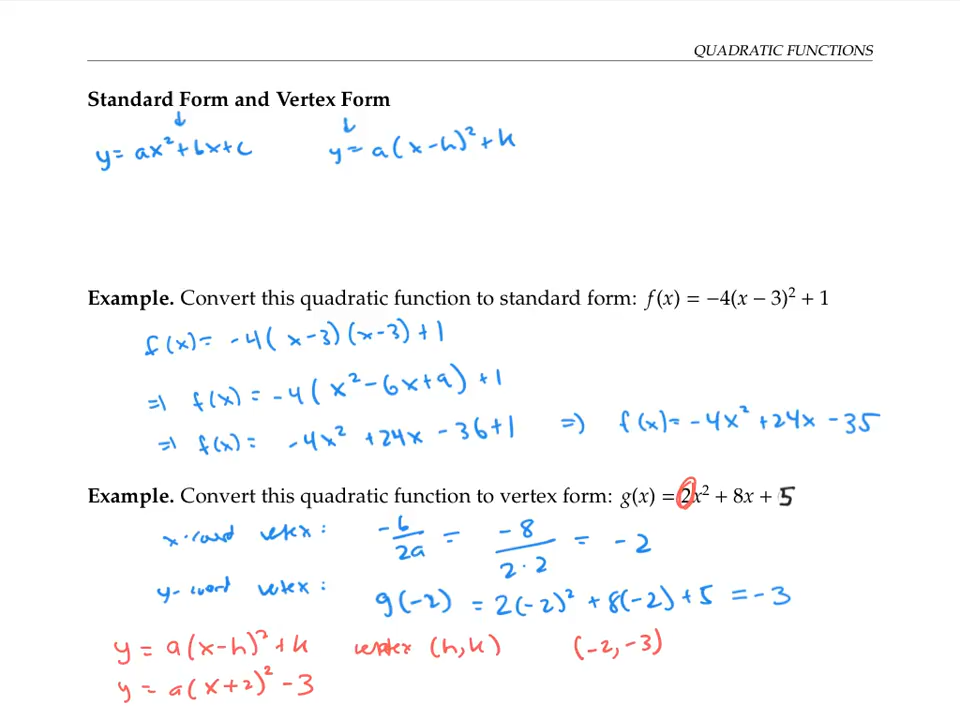 QUADRATIC FUNCTIONS
Standard Form and Vertex Form
y = ax² + bx + c y = a(x-h)² + k
Example. Convert this quadratic function to standard form: f(x) = −4(x − 3)² + 1
f(x) = -4(x-3)(x-3) + 1
⇒ f(x) = -4(x² - 6x + 9) + 1
⇒ f(x) = -4x² + 24x - 36 + 1 ⇒ f(x) = -4x² + 24x - 35
Example. Convert this quadratic function to vertex form: g(x) = 2x² + 8x + 5
x-coord vertex: -b/2a = -8/2·2 = -2
y-coord vertex: g(-2) = 2(-2)² + 8(-2) + 5 = -3
y = a(x-h)² + k vertex (h,k) (-2,-3)
y = a(x+2)² - 3